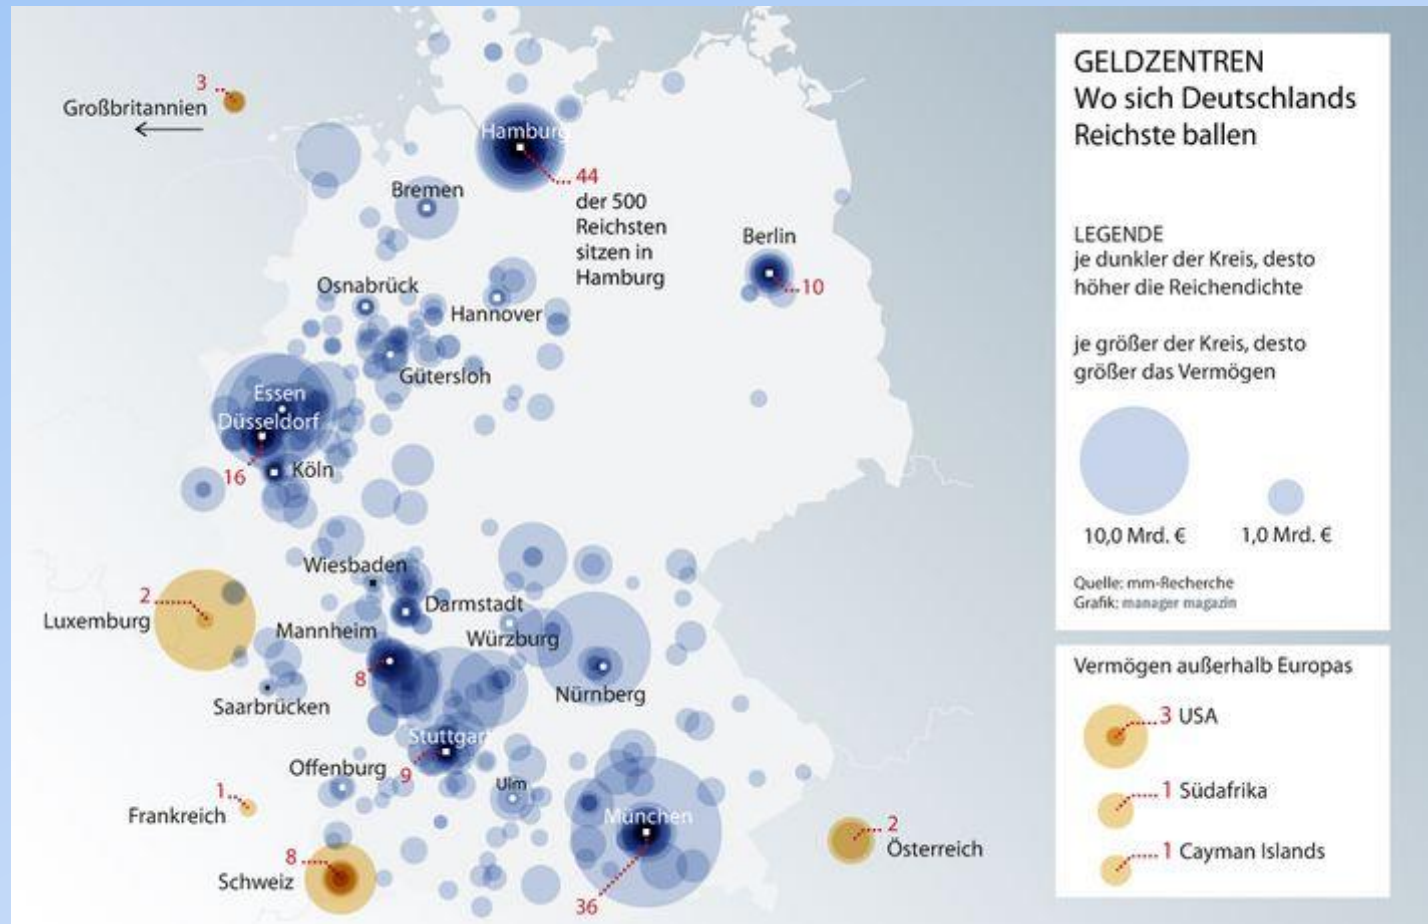 GELDZENTREN
Wo sich Deutschlands
Reichste ballen
LEGENDE
je dunkler der Kreis, desto
höher die Reichendichte
je größer der Kreis, desto
größer das Vermögen
10,0 Mrd. €
1,0 Mrd. €
Quelle: mm-Recherche
Grafik: manager magazin
Vermögen außerhalb Europas
3 USA
1 Südafrika
1 Cayman Islands
3
Großbritannien
Hamburg
44
der 500
Reichsten
sitzen in
Hamburg
Bremen
Berlin
10
Osnabrück
Hannover
Gütersloh
Essen
Düsseldorf
16
Köln
Wiesbaden
2
Luxemburg
Darmstadt
Mannheim
Würzburg
8
Saarbrücken
Nürnberg
Stuttgart
9
Offenburg
Ulm
1
Frankreich
München
2
Österreich
8
Schweiz
36